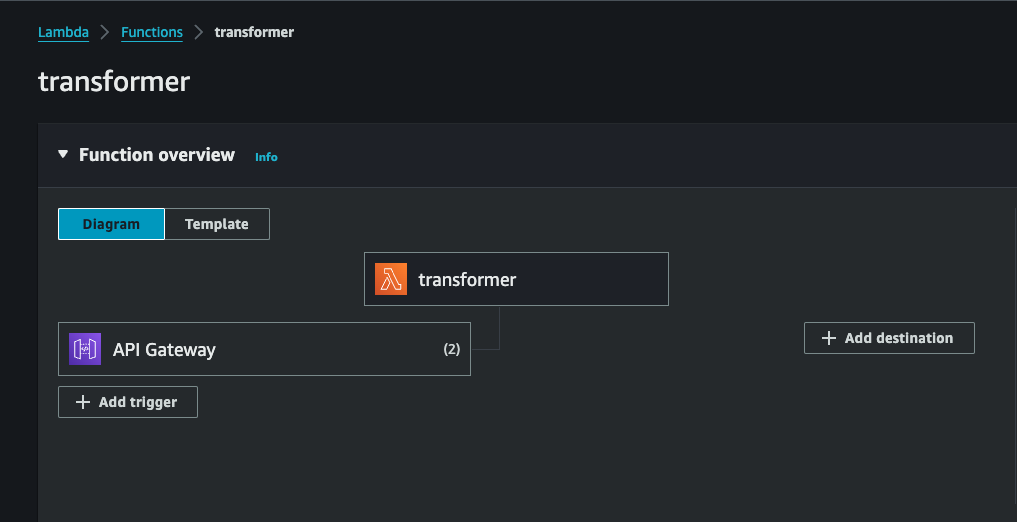 Lambda > Functions > transformer
transformer
Function overview Info
Diagram Template
transformer
API Gateway (2)
+ Add destination
+ Add trigger